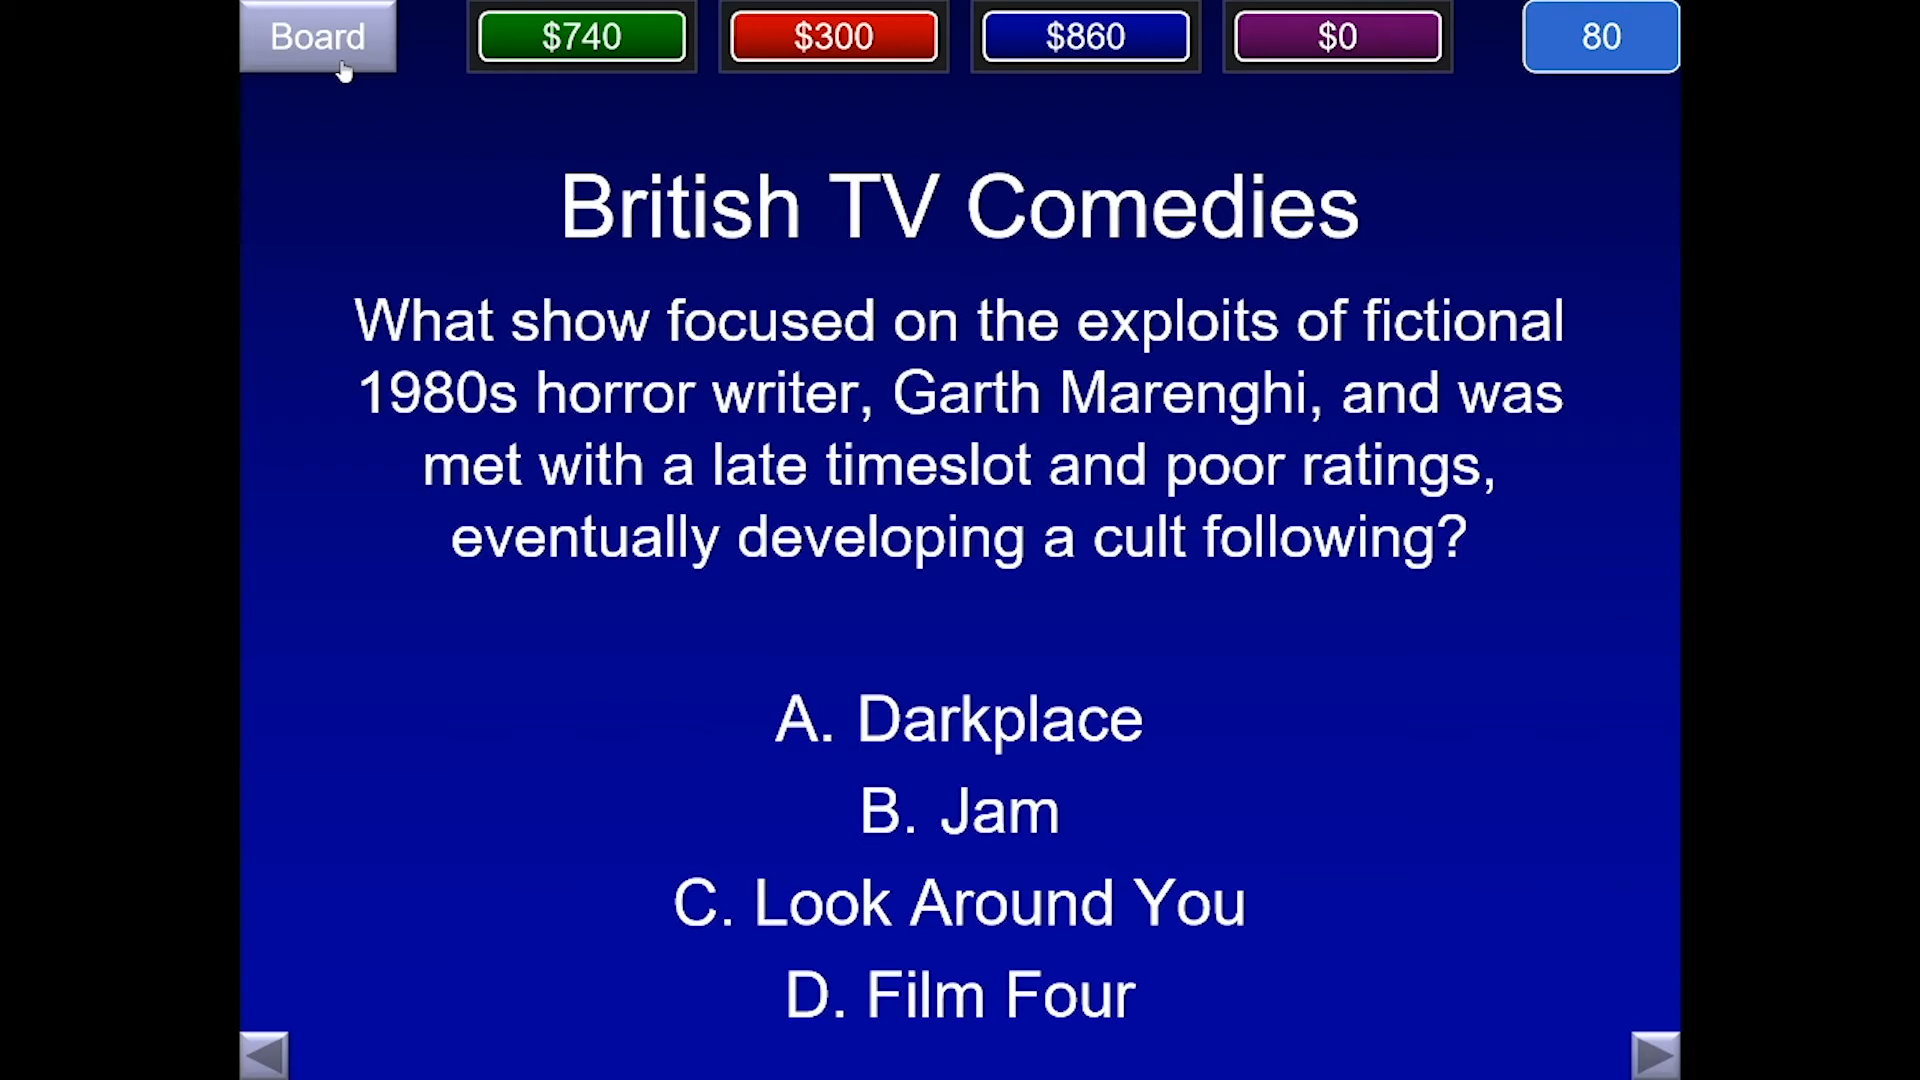 Board
$740
$300
$860
$0
80
British TV Comedies
What show focused on the exploits of fictional
1980s horror writer, Garth Marenghi, and was
met with a late timeslot and poor ratings,
eventually developing a cult following?
A. Darkplace
B. Jam
C. Look Around You
D. Film Four